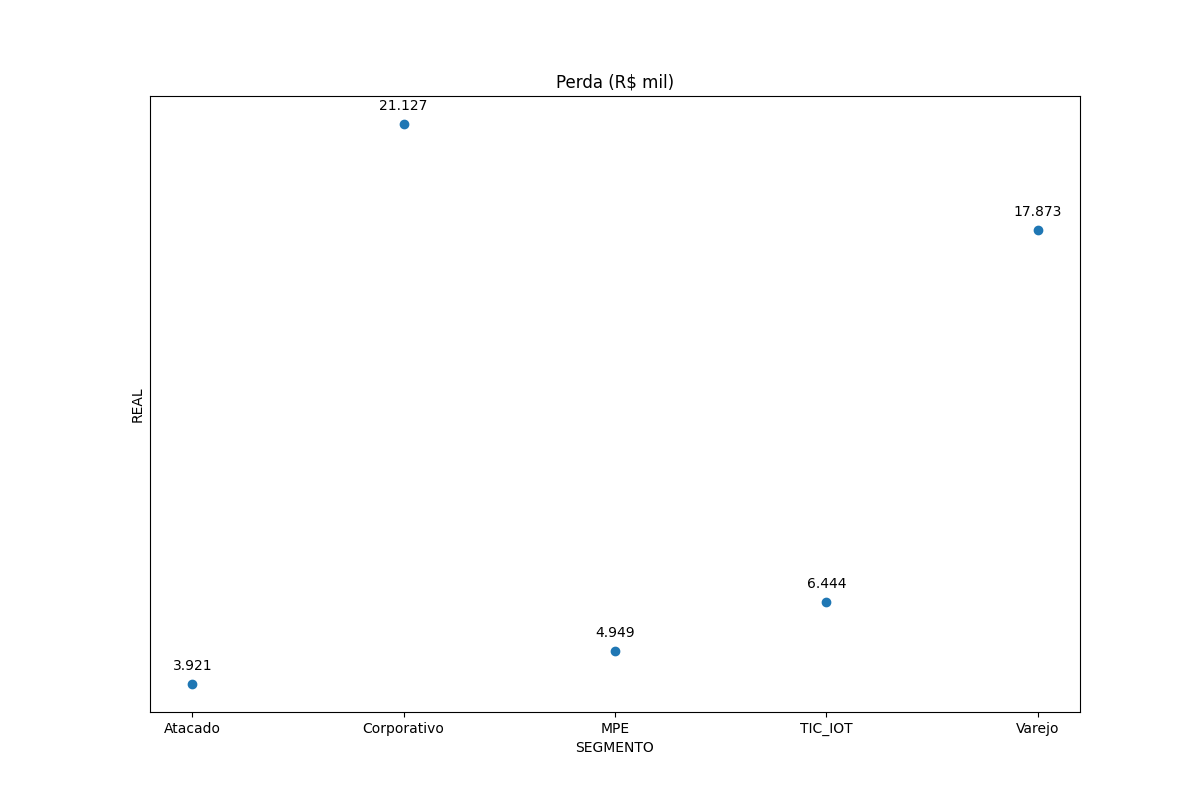 Perda (R$ mil)
21.127
17.873
REAL
6.444
4.949
3.921
Atacado Corporativo MPE TIC_IOT Varejo
SEGMENTO